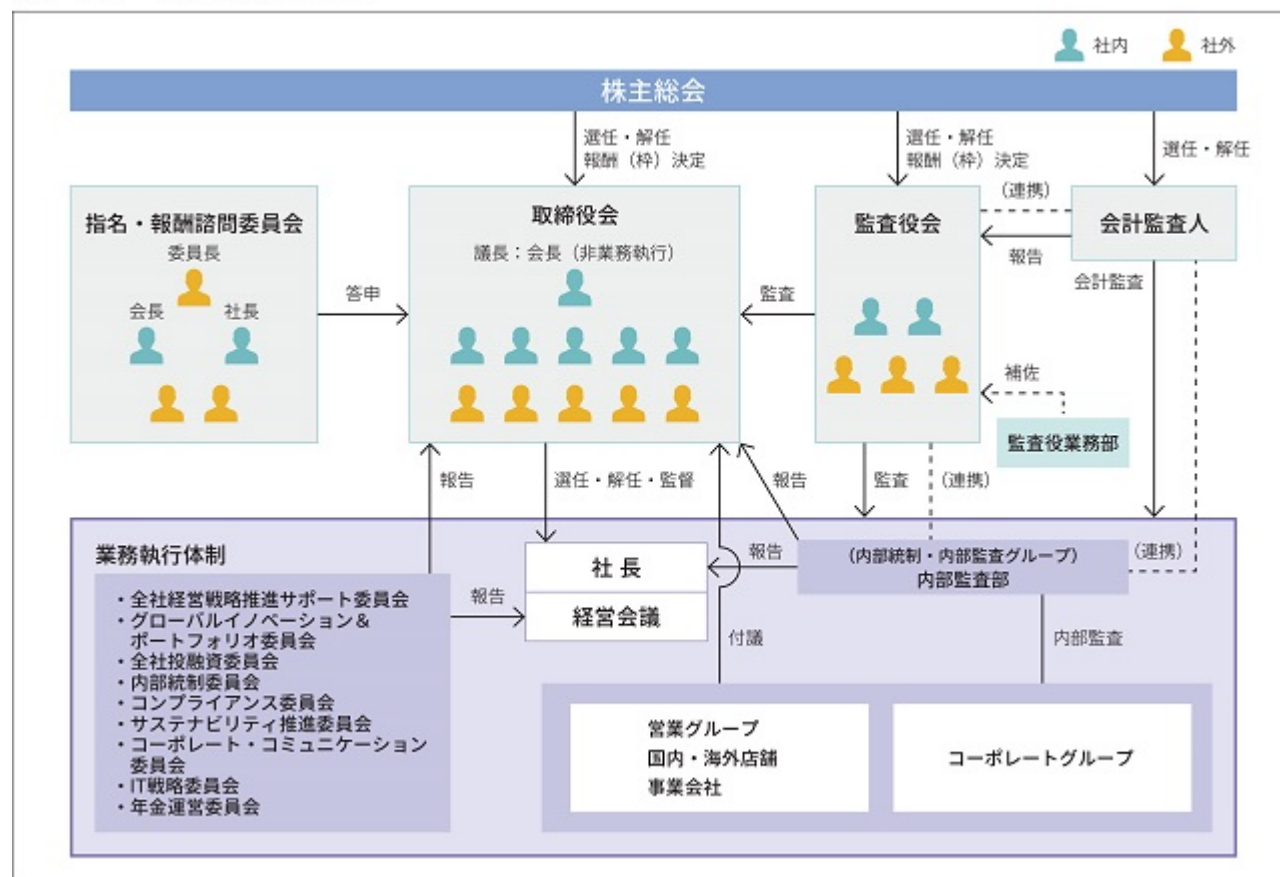 社内
社外
株主総会
選任・解任
報酬（枠）決定
選任・解任
報酬（枠）決定
選任・解任
指名・報酬諮問委員会
委員長
会長
社長
答申
取締役会
議長：会長（非業務執行）
監査
監査役会
（連携）
報告
会計監査人
会計監査
補佐
監査役業務部
報告
選任・解任・監督
報告
監査
（連携）
業務執行体制
・全社経営戦略推進サポート委員会
・グローバルイノベーション＆
ポートフォリオ委員会
・全社投融資委員会
・内部統制委員会
・コンプライアンス委員会
・サステナビリティ推進委員会
・コーポレート・コミュニケーション
委員会
・IT戦略委員会
・年金運営委員会
報告
社長
経営会議
報告
（内部統制・内部監査グループ）
内部監査部
（連携）
付議
内部監査
営業グループ
国内・海外店舗
事業会社
コーポレートグループ